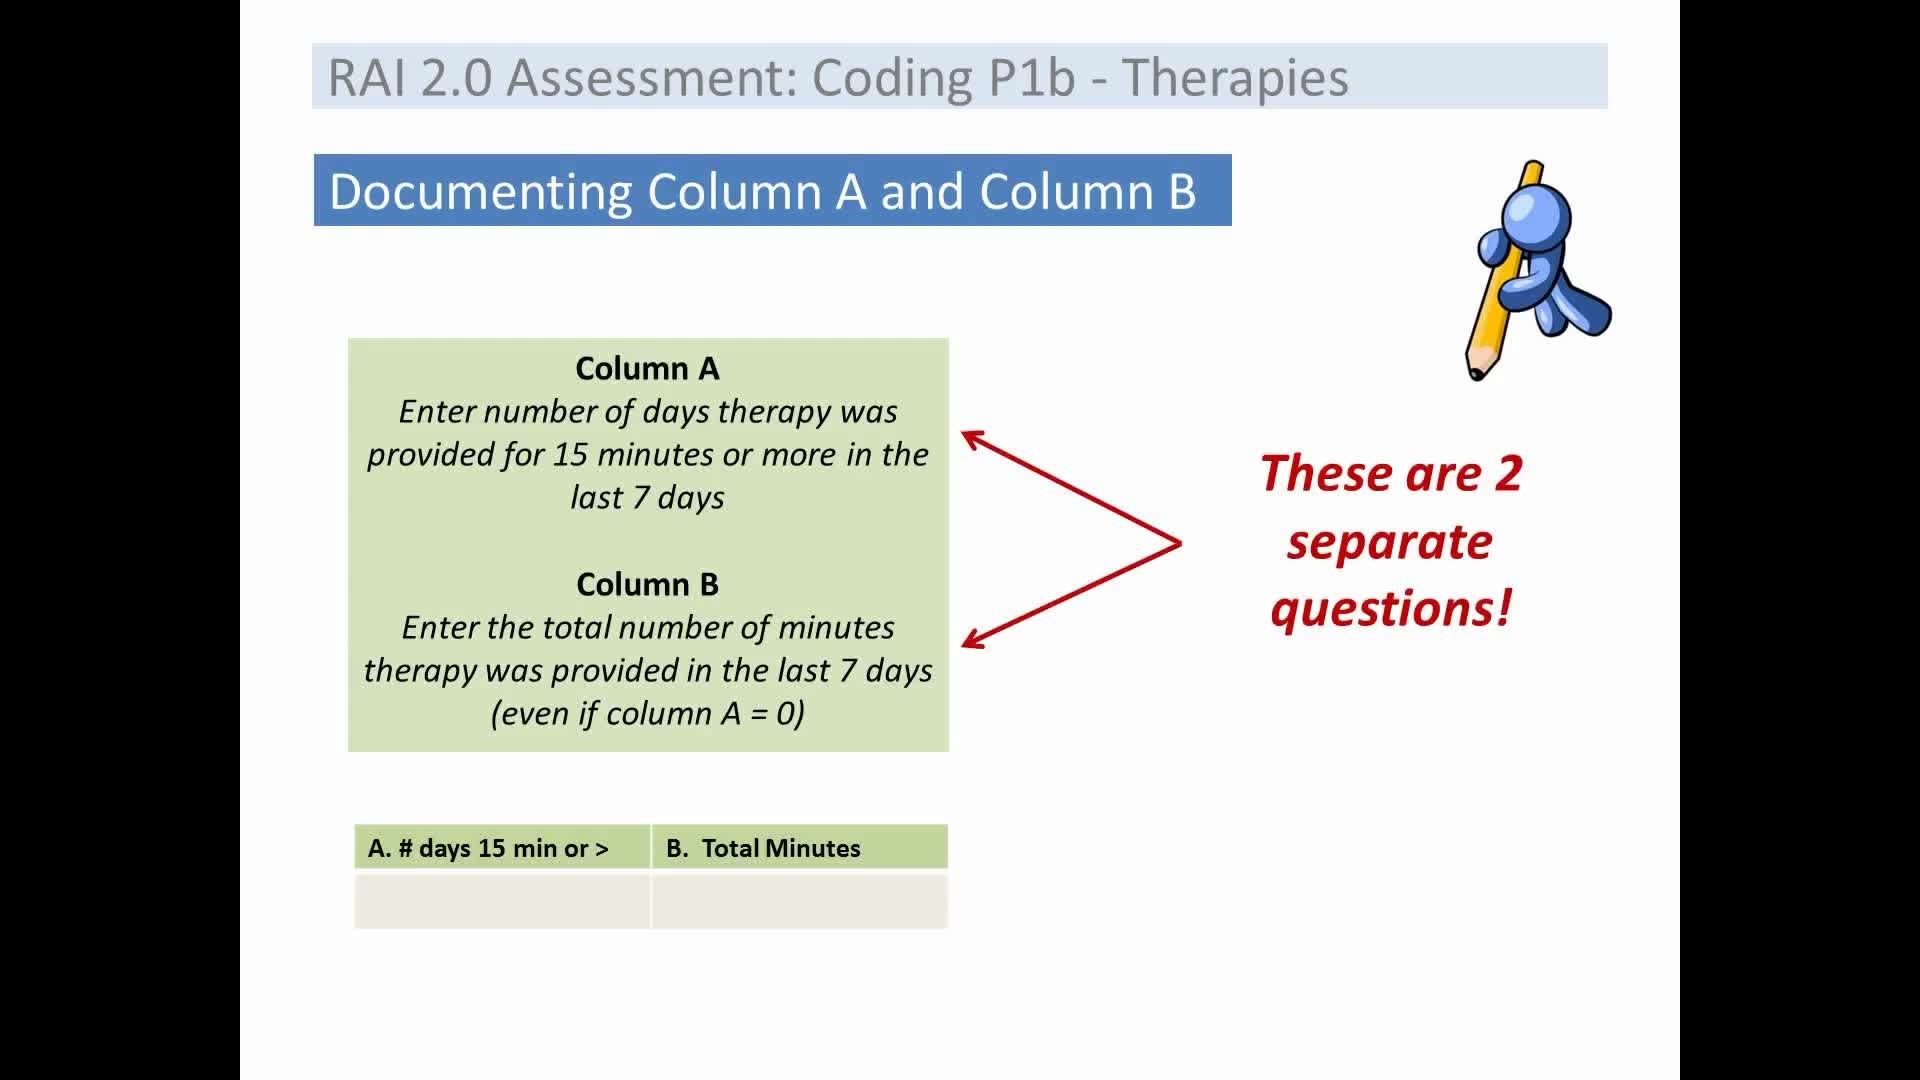 RAI 2.0 Assessment: Coding P1b - Therapies
Documenting Column A and Column B
Column A
Enter number of days therapy was
provided for 15 minutes or more in the
last 7 days
Column B
Enter the total number of minutes
therapy was provided in the last 7 days
(even if column A = 0)
These are 2
separate
questions!
A. # days 15 min or > B. Total Minutes